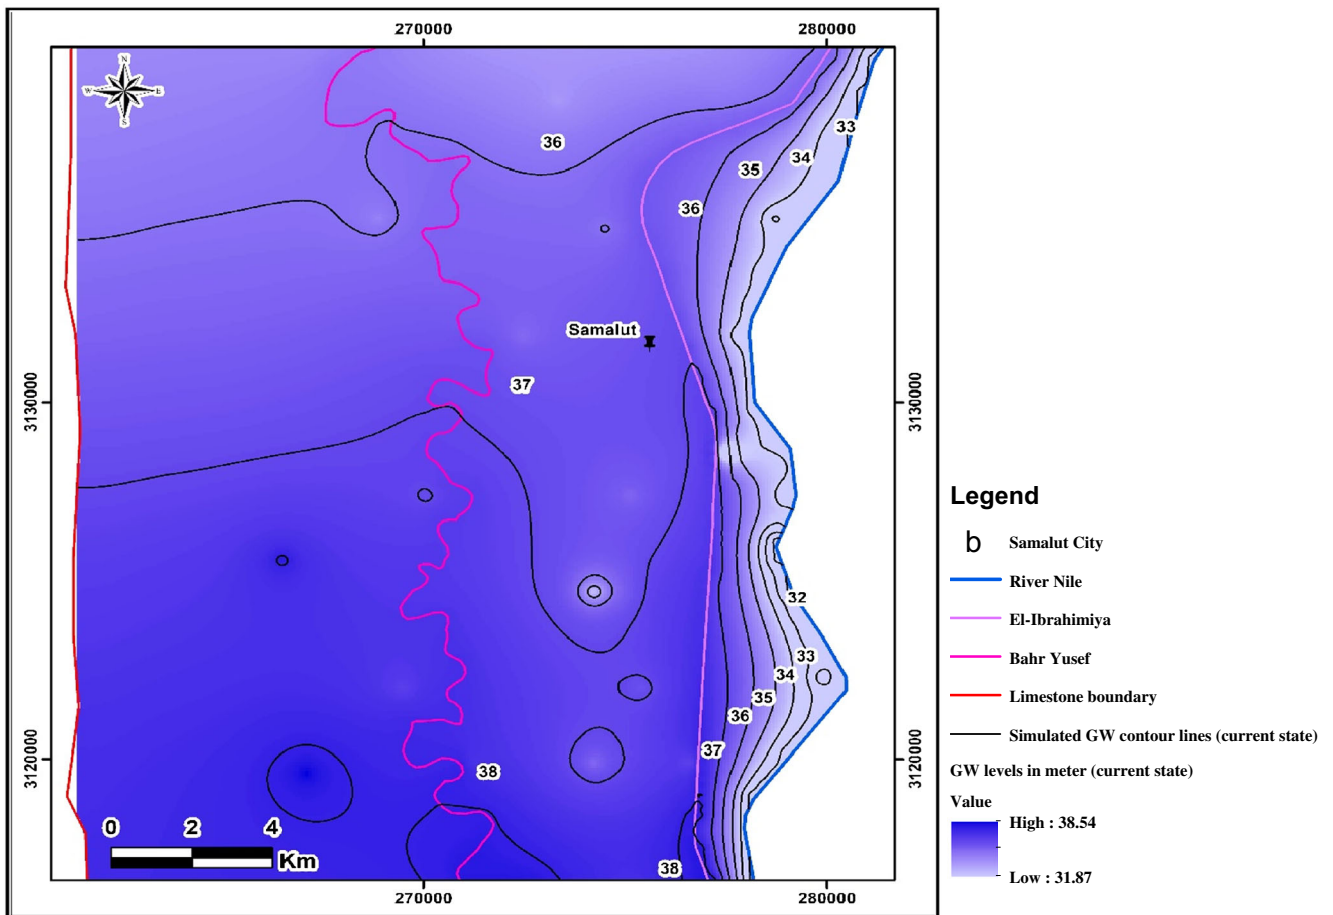 270000
280000
N
W E
S
33
36
34
35
36
Samalut
37
3130000
3130000
32
33
34
35
36
37
38
3120000
3120000
0 2 4
Km
38
270000
280000
Legend
b Samalut City
River Nile
El-Ibrahimiya
Bahr Yusef
Limestone boundary
Simulated GW contour lines (current state)
GW levels in meter (current state)
Value
High : 38.54
Low : 31.87